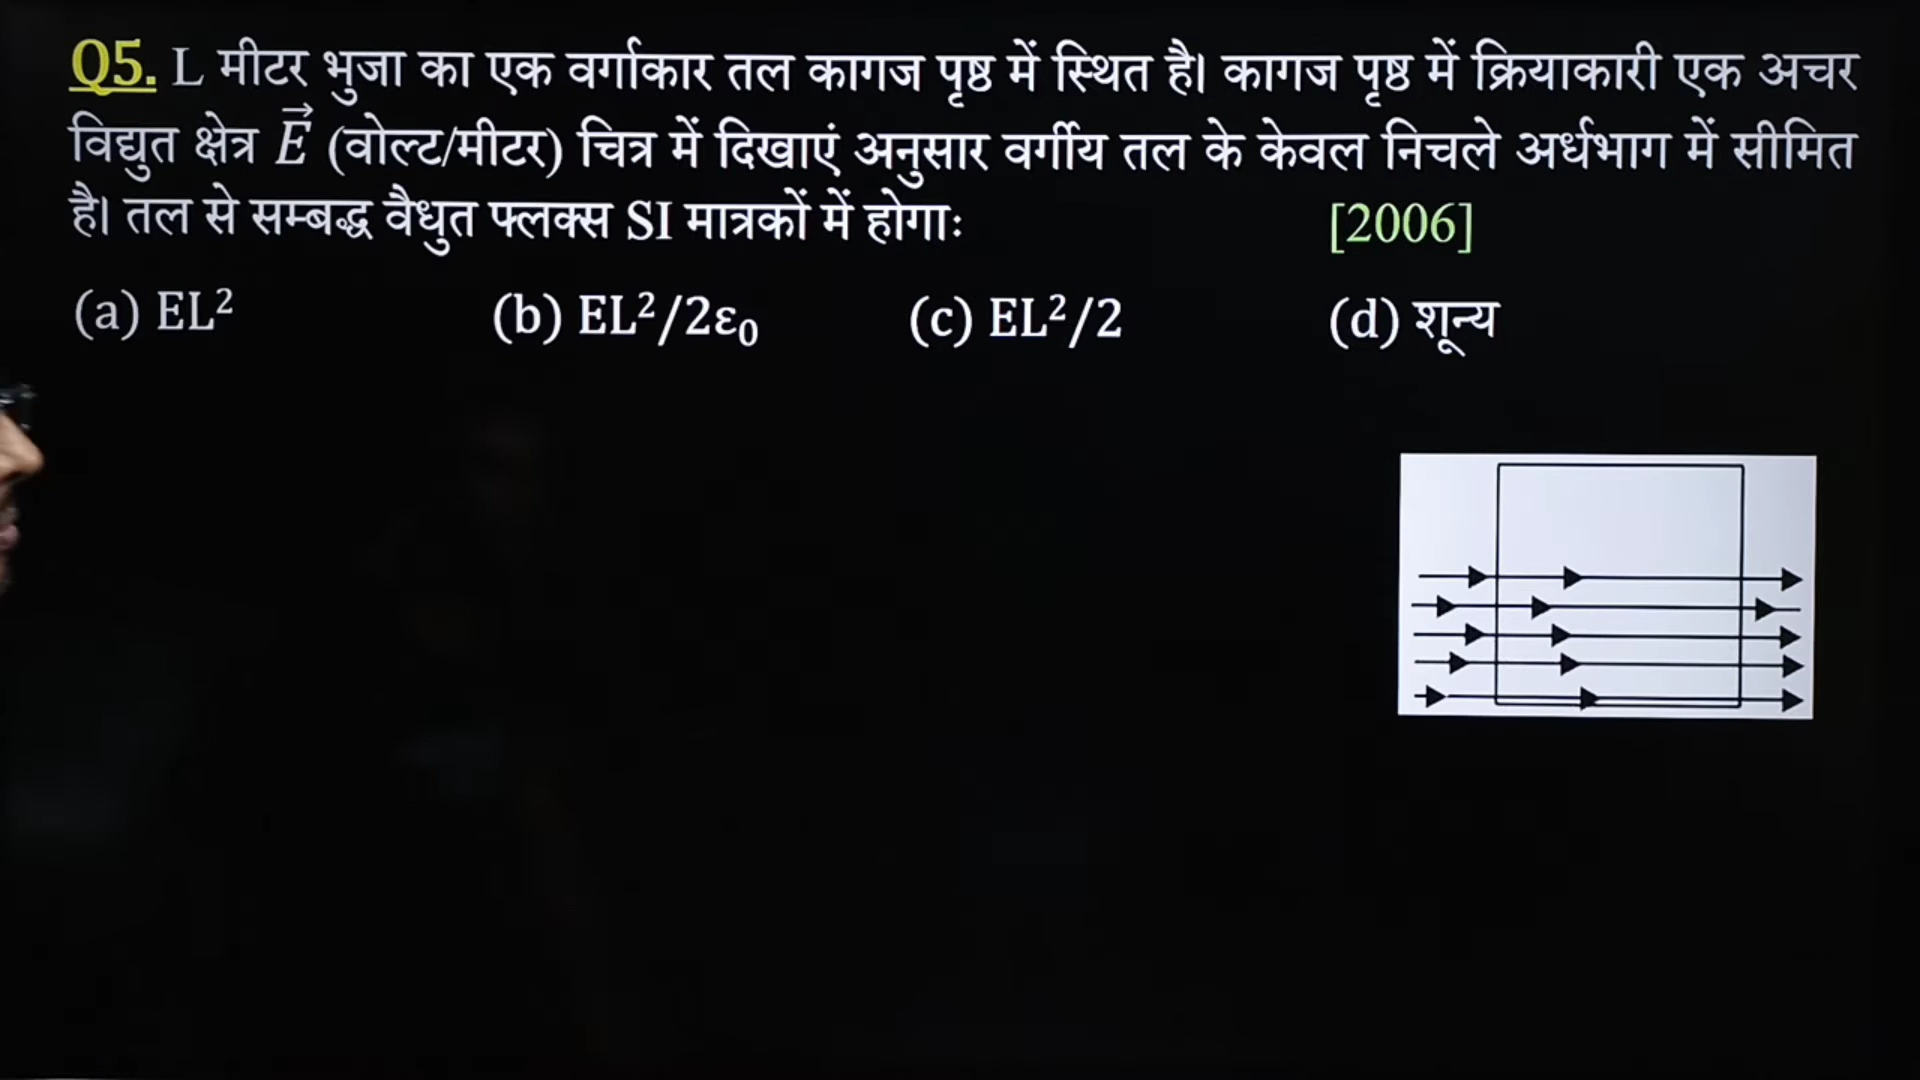 Q5. L मीटर भुजा का एक वर्गाकार तल कागज पृष्ठ में स्थित है। कागज पृष्ठ में क्रियाकारी एक अचर
विद्युत क्षेत्र E⃗ (वोल्ट/मीटर) चित्र में दिखाएं अनुसार वर्गीय तल के केवल निचले अर्धभाग में सीमित
है। तल से सम्बद्ध वैधुत फ्लक्स SI मात्रकों में होगाः [2006]
(a) EL² (b) EL²/2ε₀ (c) EL²/2 (d) शून्य